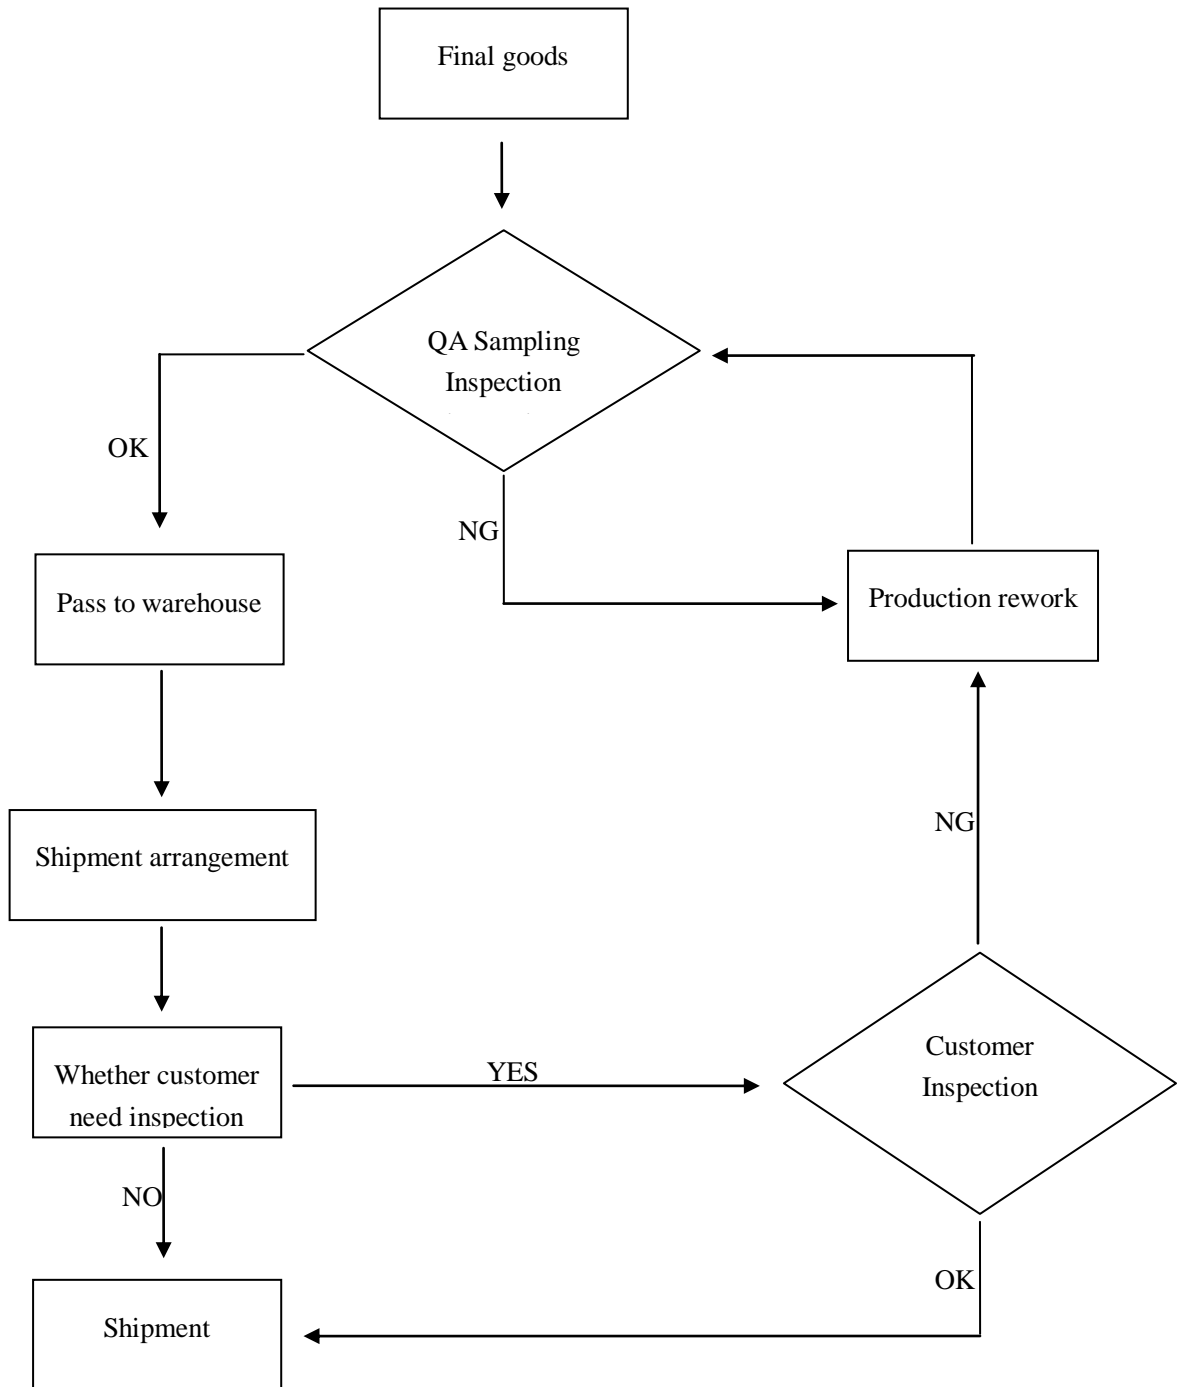 Final goods
QA Sampling
Inspection
OK
NG
Pass to warehouse
Production rework
Shipment arrangement
NG
Customer
Inspection
Whether customer
need inspection
YES
NO
OK
Shipment